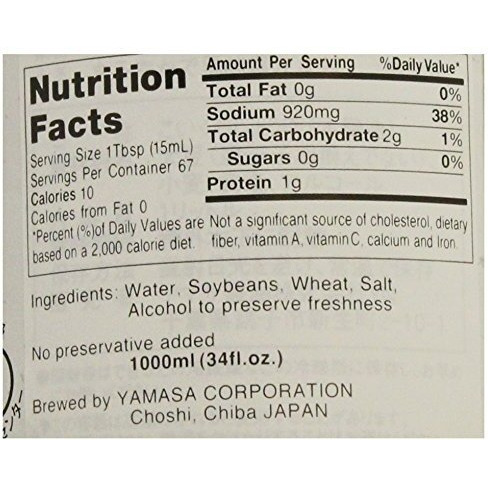 Nutrition
Facts
Serving Size 1Tbsp (15mL)
Servings Per Container 67
Calories 10
Calories from Fat 0
*Percent (%)of Daily Values are
based on a 2,000 calorie diet.
Amount Per Serving %Daily Value*
Total Fat 0g 0%
Sodium 920mg 38%
Total Carbohydrate 2g 1%
Sugars 0g 0%
Protein 1g
Not a significant source of cholesterol, dietary
fiber, vitamin A, vitamin C, calcium and Iron.
Ingredients: Water, Soybeans, Wheat, Salt,
Alcohol to preserve freshness
No preservative added
1000ml (34fl.oz.)
Brewed by YAMASA CORPORATION
Choshi, Chiba JAPAN